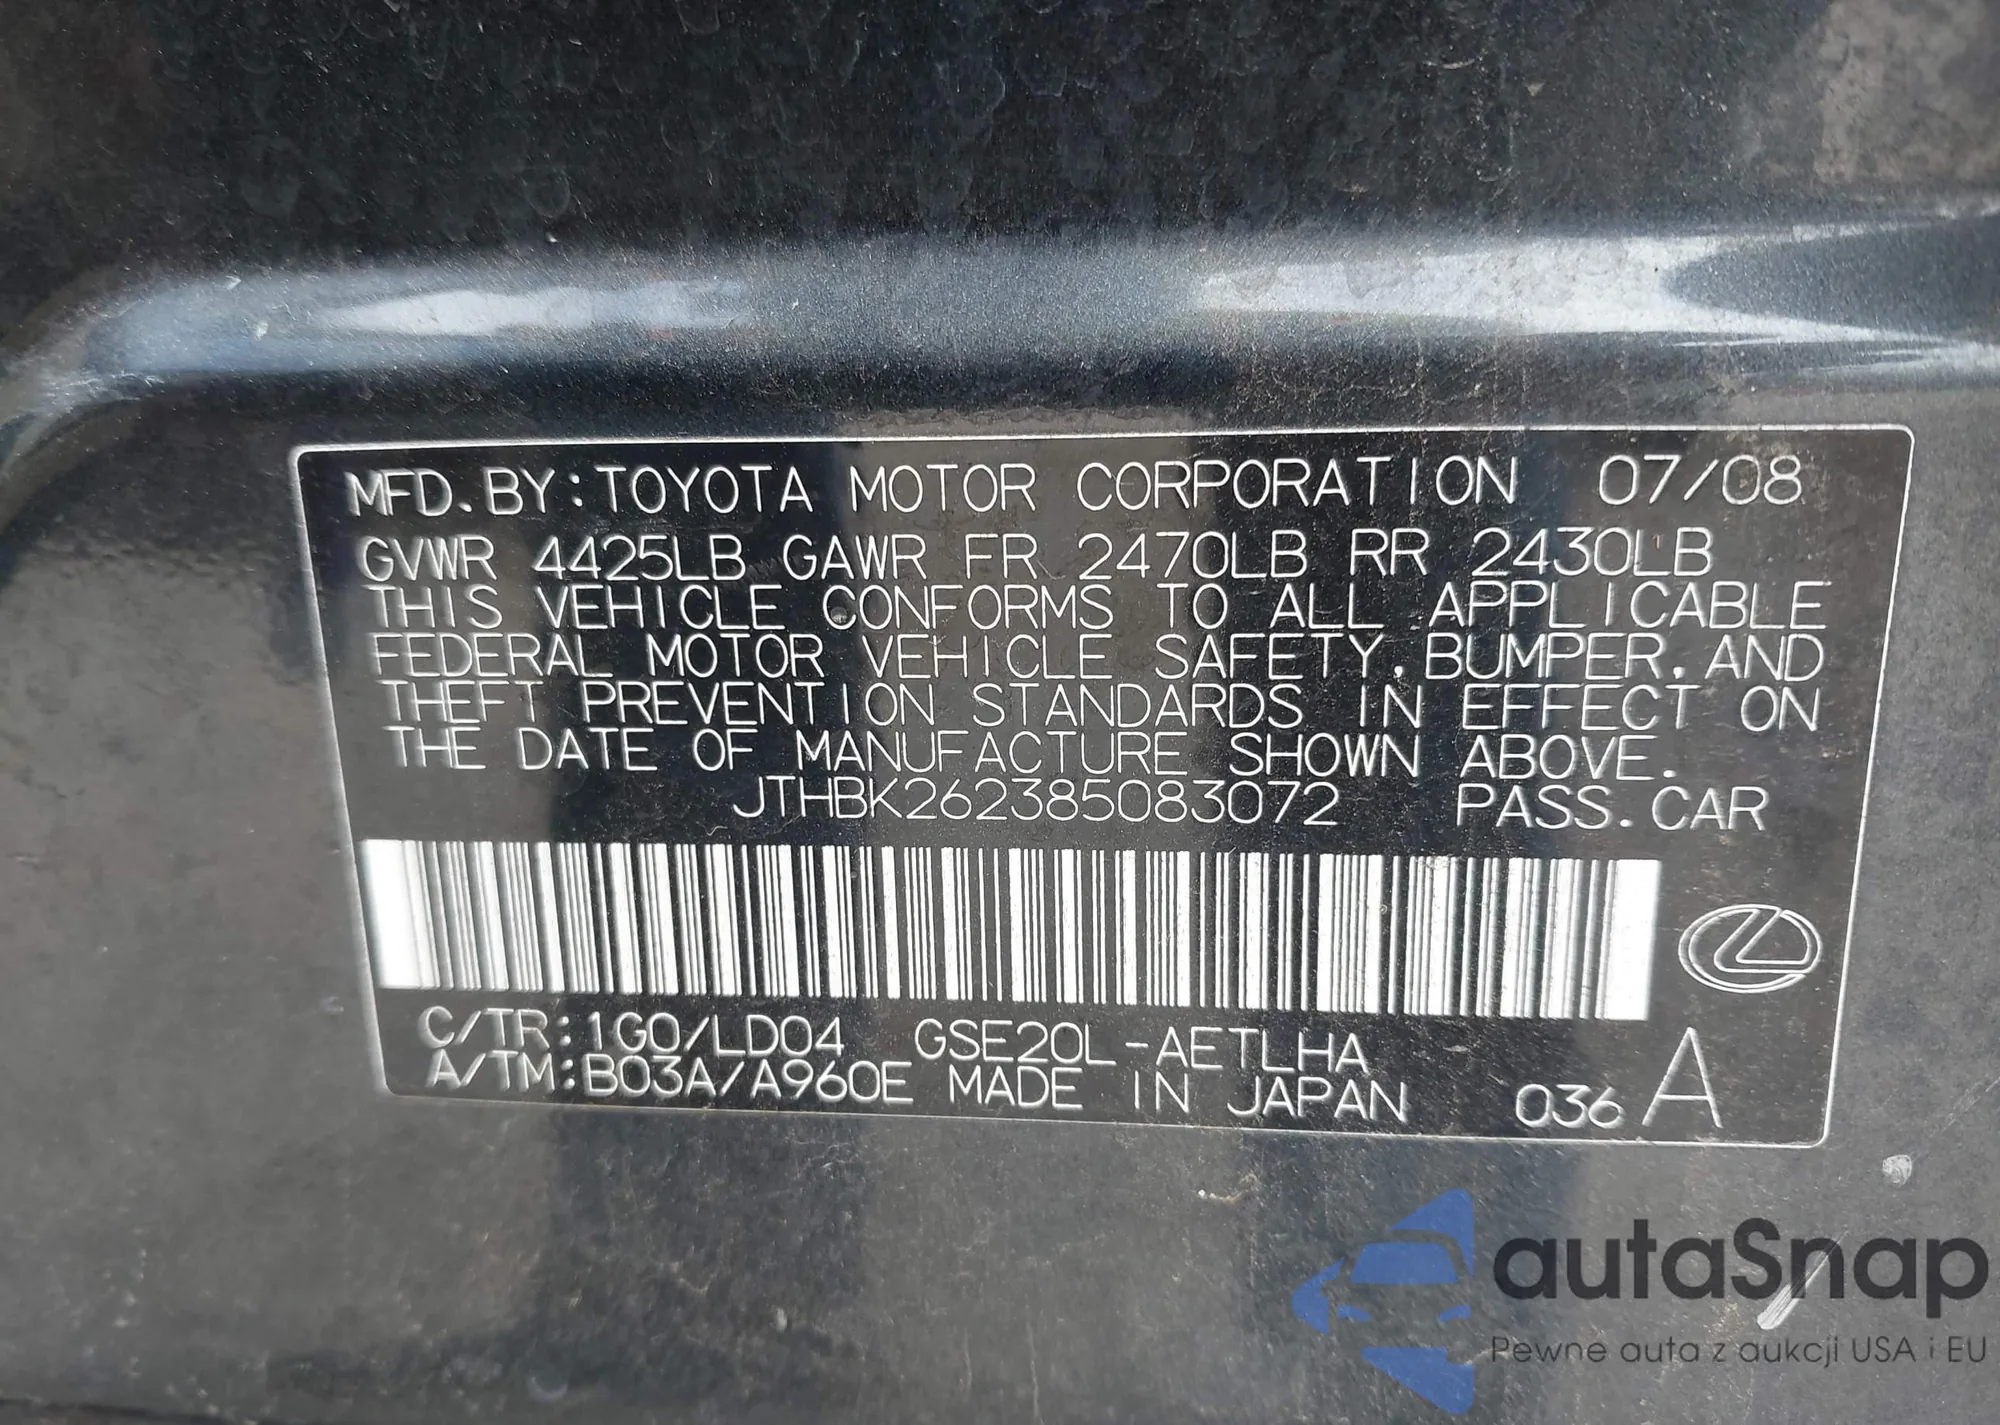 MFD. BY: TOYOTA MOTOR CORPORATION 07/08
GVWR 4425LB GAWR FR 2470LB RR 2430LB
THIS VEHICLE CONFORMS TO ALL APPLICABLE
FEDERAL MOTOR VEHICLE SAFETY, BUMPER, AND
THEFT PREVENTION STANDARDS IN EFFECT ON
THE DATE OF MANUFACTURE SHOWN ABOVE.
JTHBK262385083072 PASS. CAR
C/TR: 1G0/LD04 GSE20L-AETLHA
A/TM: B03A/A960E MADE IN JAPAN 036 A
autaSnap
Pewne auta z aukcji USA i EU